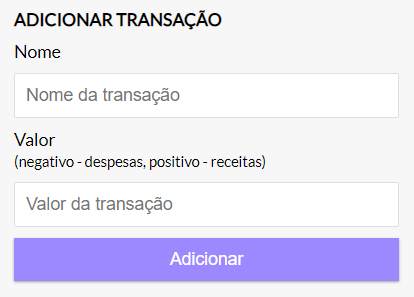 ADICIONAR TRANSAÇÃO
Nome
Nome da transação
Valor
(negativo - despesas, positivo - receitas)
Valor da transação
Adicionar